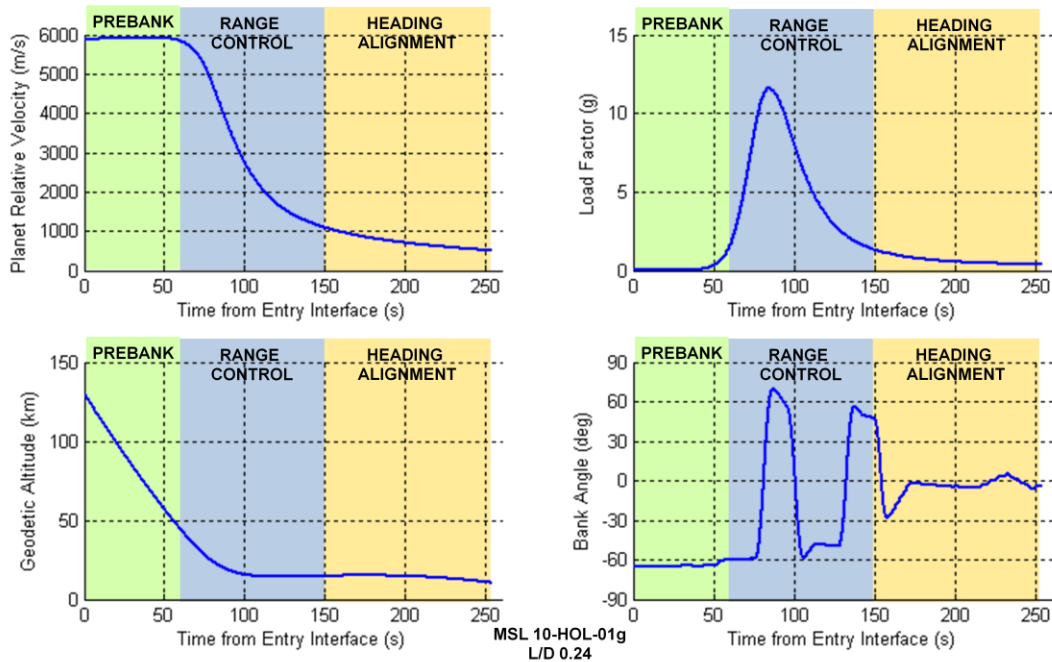 PREBANK
RANGE
CONTROL
HEADING
ALIGNMENT
6000
5000
4000
3000
2000
1000
0
Planet Relative Velocity (m/s)
0 50 100 150 200 250
Time from Entry Interface (s)
PREBANK
RANGE
CONTROL
HEADING
ALIGNMENT
15
10
5
0
Load Factor (g)
0 50 100 150 200 250
Time from Entry Interface (s)
PREBANK
RANGE
CONTROL
HEADING
ALIGNMENT
150
100
50
0
Geodetic Altitude (km)
0 50 100 150 200 250
Time from Entry Interface (s)
PREBANK
RANGE
CONTROL
HEADING
ALIGNMENT
90
60
30
0
-30
-60
-90
Bank Angle (deg)
0 50 100 150 200 250
Time from Entry Interface (s)
MSL 10-HOL-01g
L/D 0.24